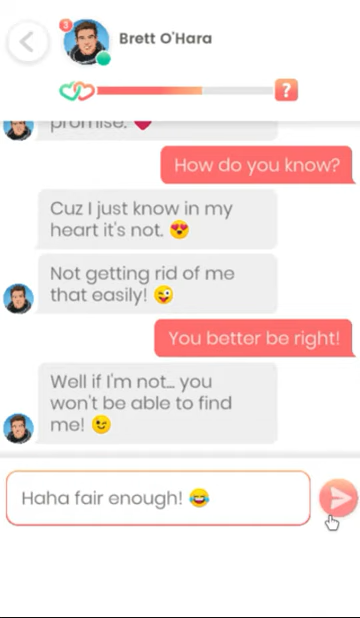 3
Brett O'Hara
?
promise. ❤️
How do you know?
Cuz I just know in my
heart it's not. 😍
Not getting rid of me
that easily! 😜
You better be right!
Well if I'm not... you
won't be able to find
me! 😉
Haha fair enough! 😂